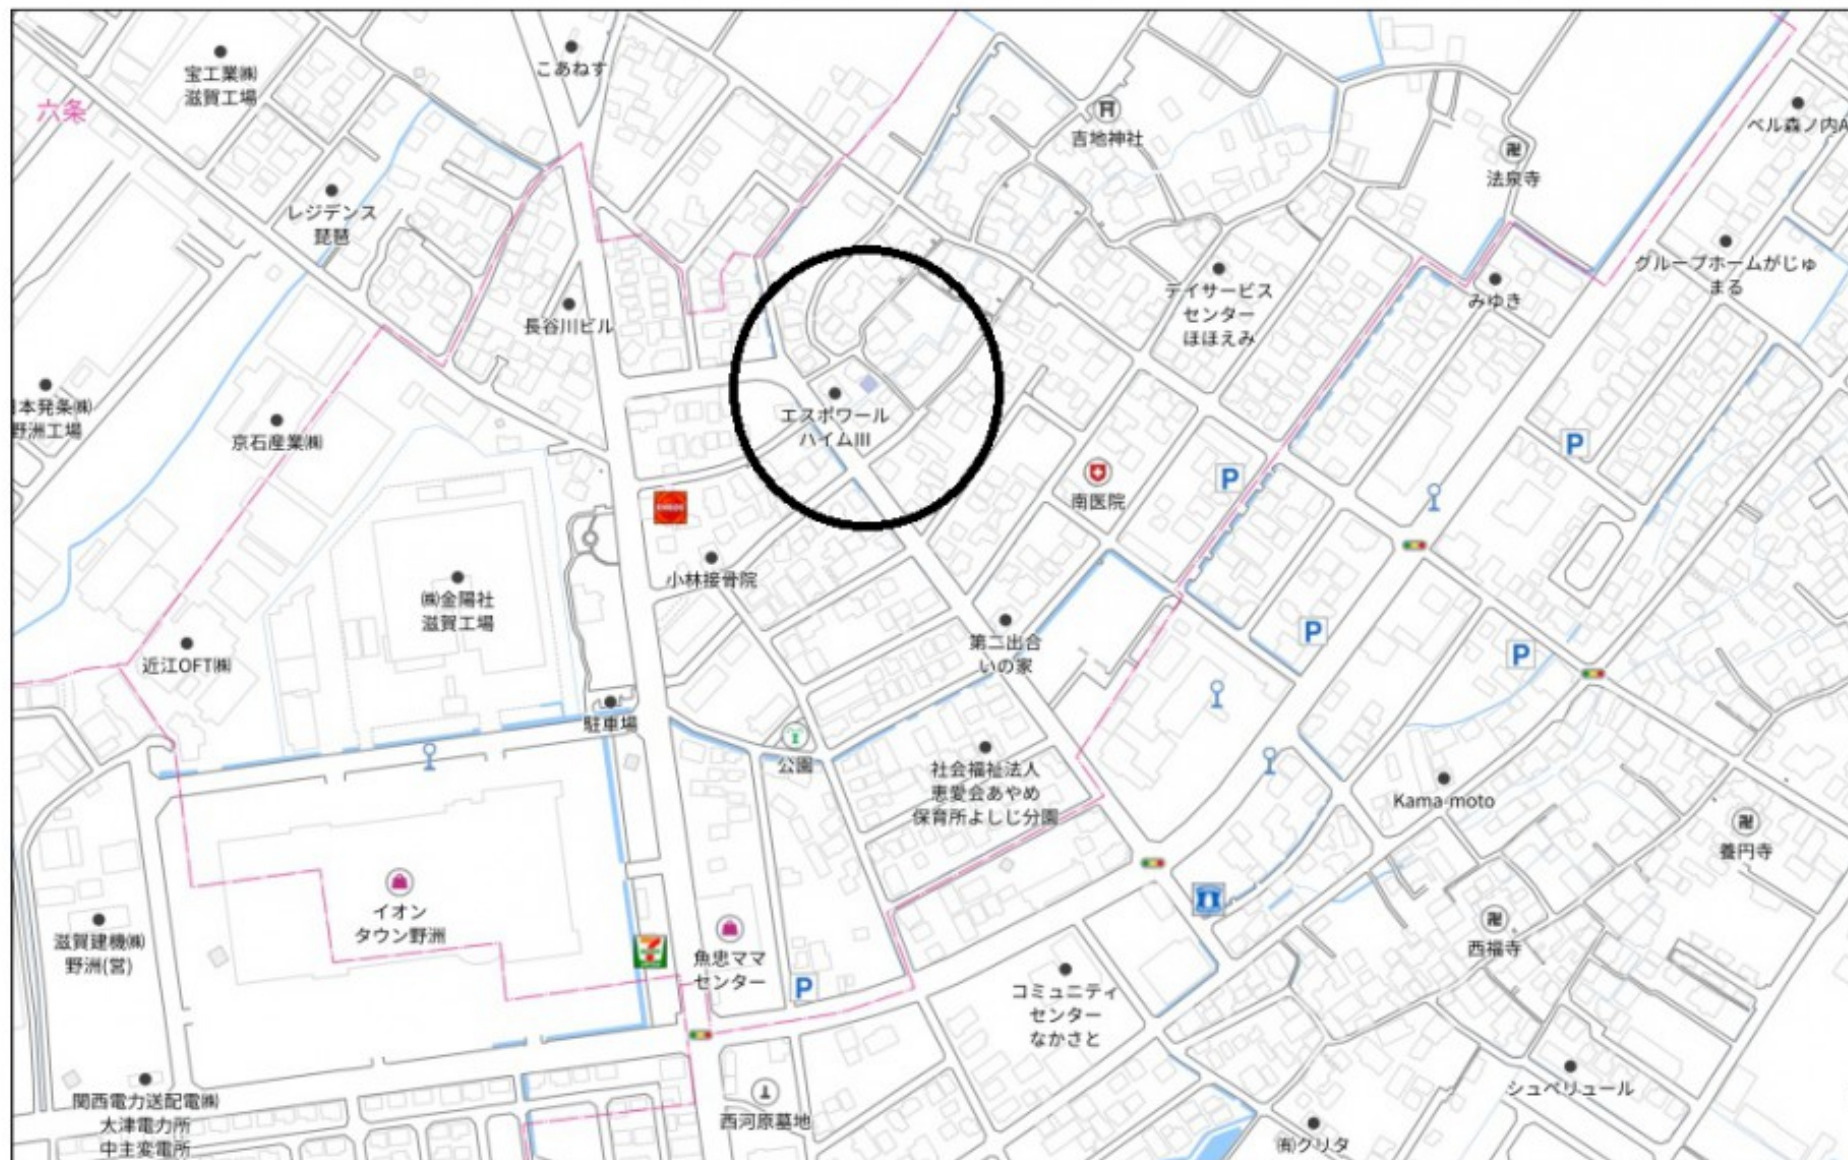 宝工業㈱
滋賀工場
六条
こあねす
吉地神社
法泉寺
レジデンス
琵琶
長谷川ビル
デイサービス
センター
ほほえみ
みゆき
グループホームがじゅ
まる
ベル森ノ内A
本発条㈱
野洲工場
京石産業㈱
エスポワール
ハイムIII
南医院
P
P
ENEOS
小林接骨院
㈱金陽社
滋賀工場
近江OFT㈱
第二出合
いの家
P
P
駐車場
公園
社会福祉法人
恵愛会あやめ
保育所よしじ分園
Kama-moto
養円寺
西福寺
イオン
タウン野洲
滋賀建機㈱
野洲(営)
魚忠ママ
センター
P
コミュニティ
センター
なかさと
関西電力送配電㈱
大津電力所
中主変電所
西河原墓地
シュベリュール
㈲クリタ